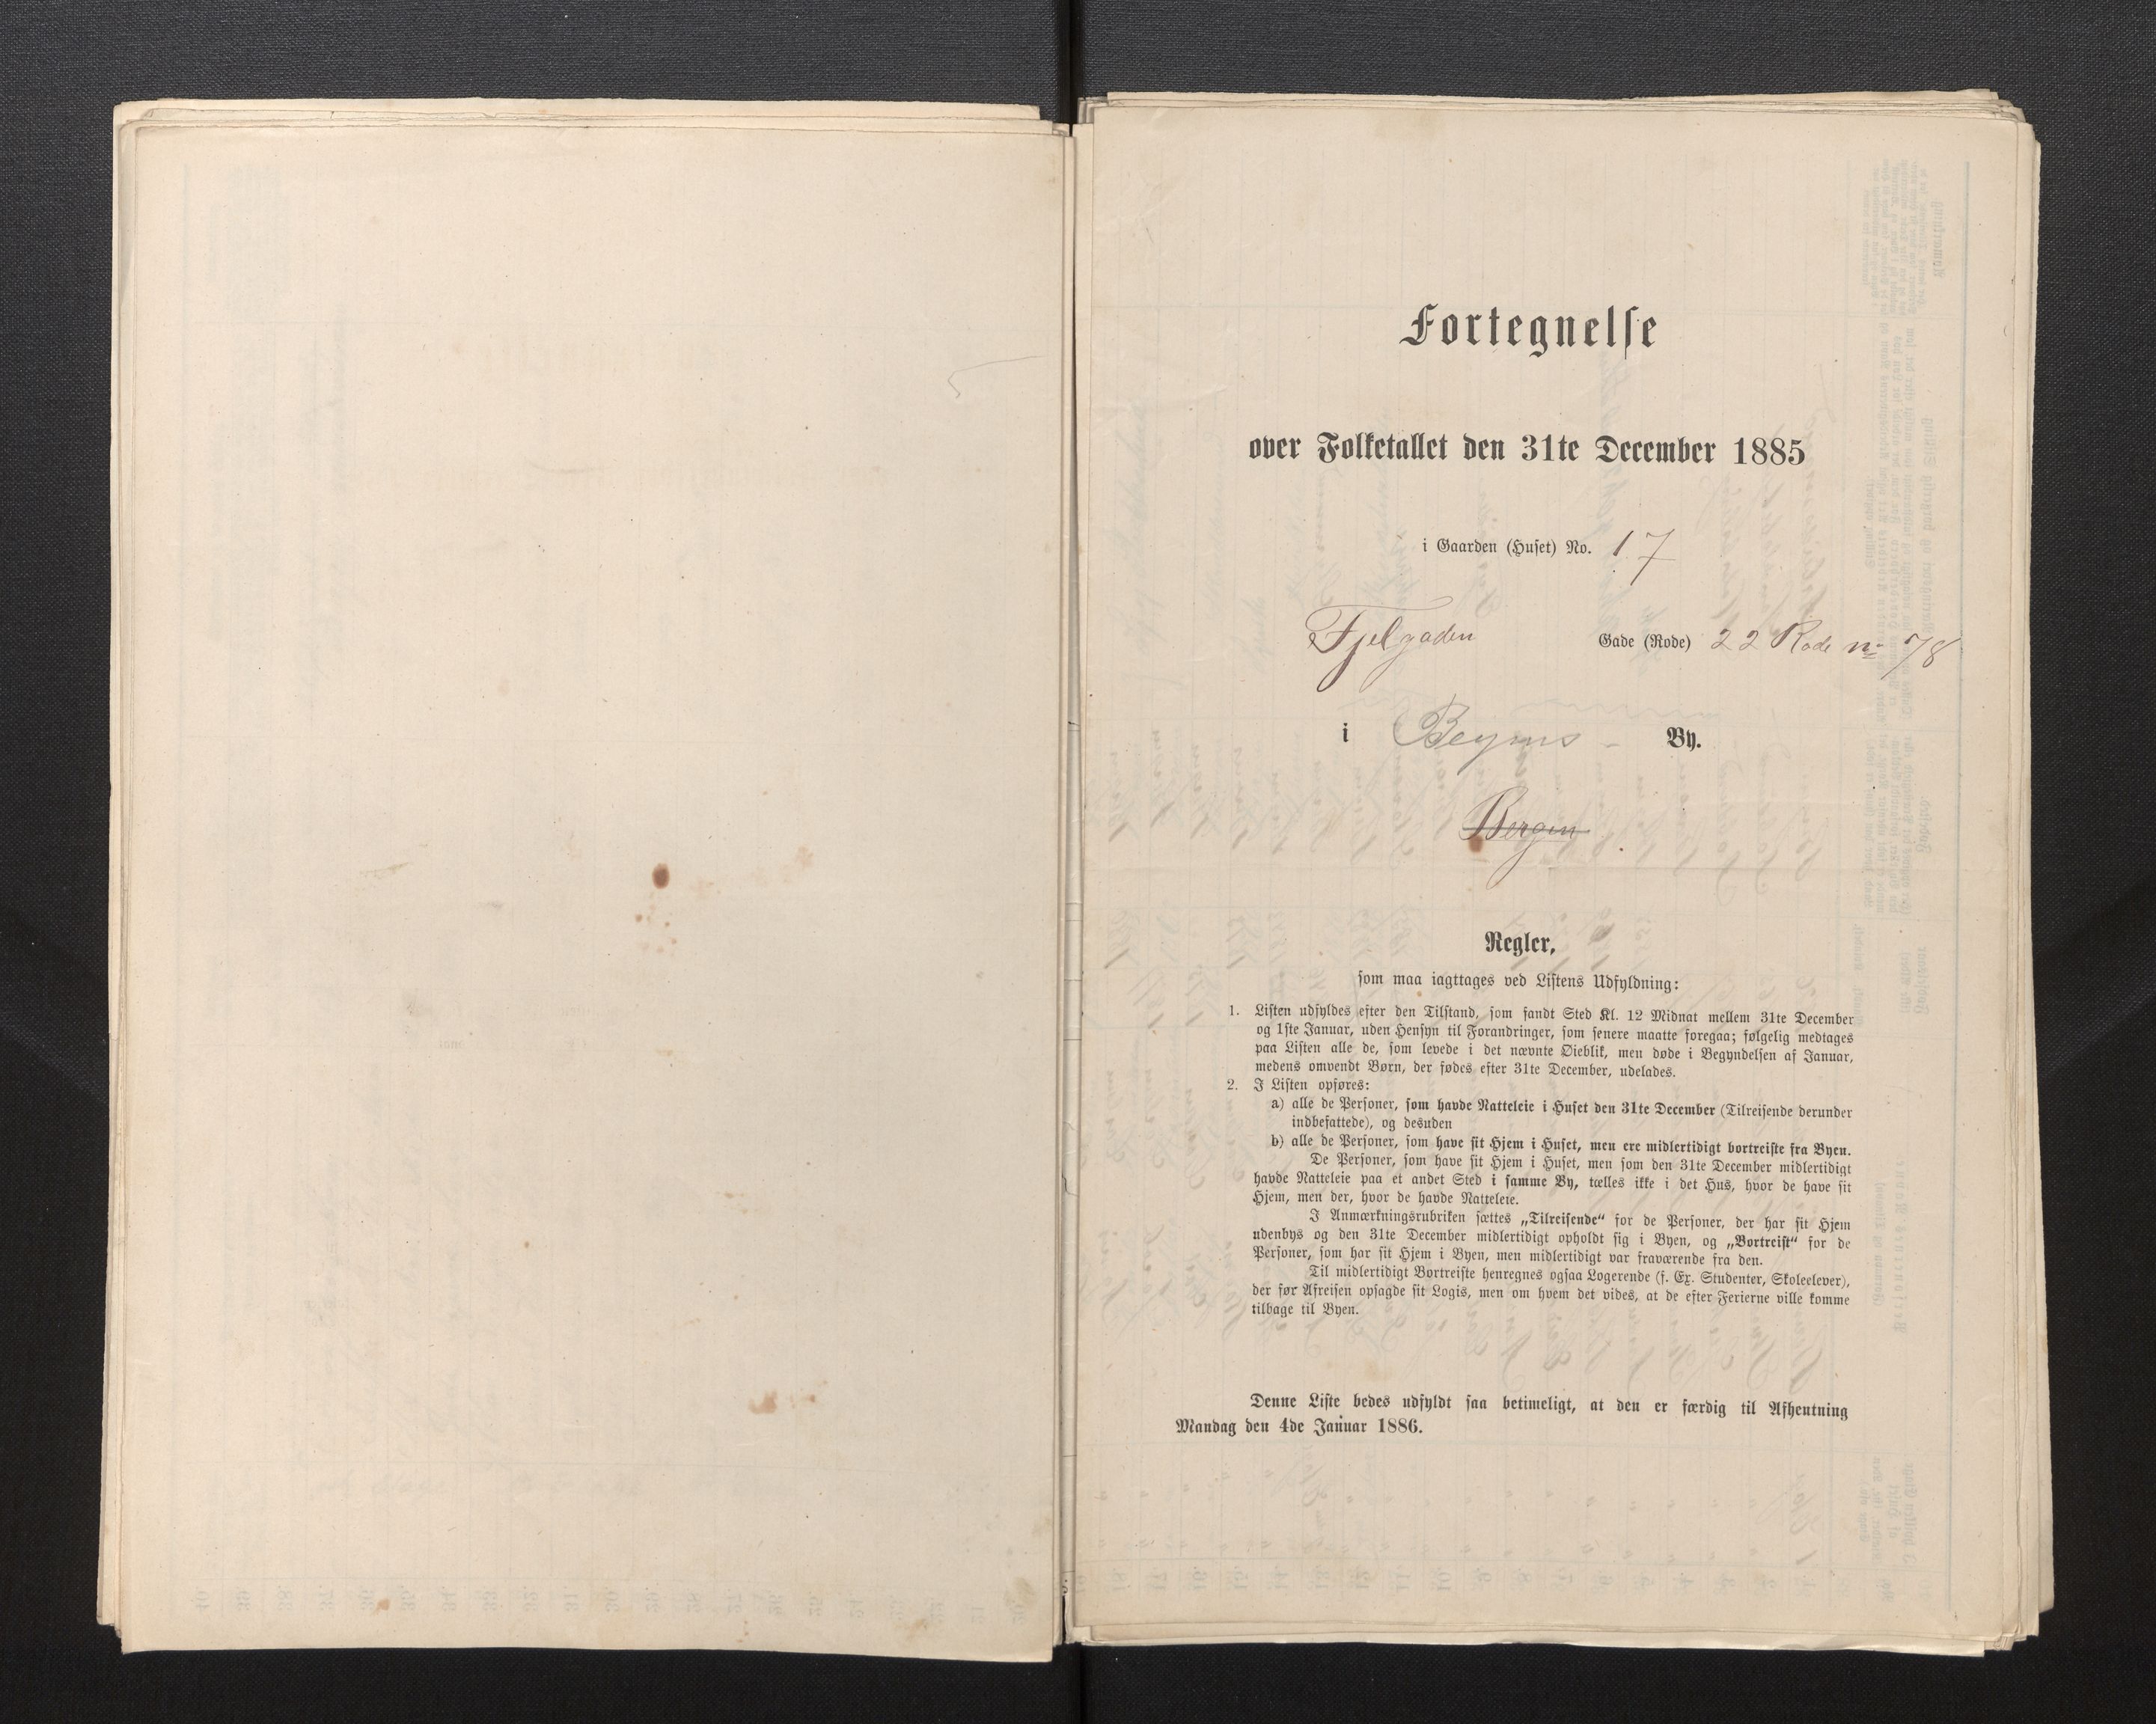 Fortegnelse
over Folketallet den 31te December 1885
i Gaarden (Huset) No. 17
Fjelgaden Gade (Rode) 22 Rode no 78
i Bergens By.
Bergen
Regler,
som maa iagttages ved Listens Udfyldning:
1. Listen udfyldes efter den Tilstand, som fandt Sted Kl. 12 Midnat mellem 31te December
og 1ste Januar, uden Hensyn til Forandringer, som senere maatte foregaa; følgelig medtages
paa Listen alle de, som levede i det nævnte Øieblik, men døde i Begyndelsen af Januar,
medens omvendt Børn, der fødes efter 31te December, udelades.
2. I Listen opføres:
a) alle de Personer, som havde Natteleie i Huset den 31te December (Tilreisende derunder
indbefattede), og desuden
b) alle de Personer, som have sit Hjem i Huset, men ere midlertidigt bortreiste fra Byen.
De Personer, som have sit Hjem i Huset, men som den 31te December midlertidigt
havde Natteleie paa et andet Sted i samme By, tælles ikke i det Hus, hvor de have sit
Hjem, men der, hvor de havde Natteleie.
I Anmærkningsrubriken sættes „Tilreisende“ for de Personer, der har sit Hjem
udenbys og den 31te December midlertidigt opholdt sig i Byen, og „Bortreist“ for de
Personer, som har sit Hjem i Byen, men midlertidigt var fraværende fra den.
Til midlertidigt Bortreiste henregnes ogsaa Logerende (f. Ex. Studenter, Skoleelever),
der før Afreisen opsagde sit Logis, men om hvem det vides, at de efter Ferierne ville komme
tilbage til Byen.
Denne Liste bedes udfyldt saa betimeligt, at den er færdig til Afhentning
Mandag den 4de Januar 1886.